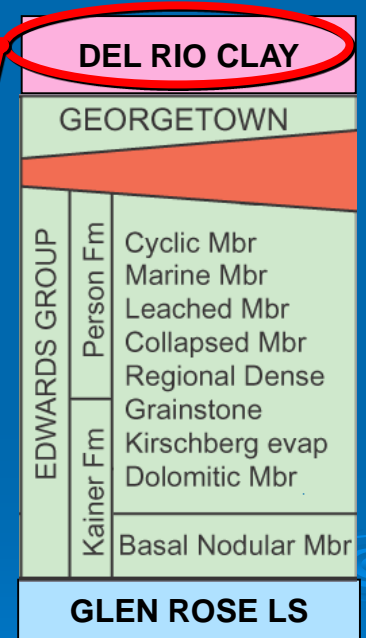 DEL RIO CLAY
GEORGETOWN
EDWARDS GROUP
Person Fm
Cyclic Mbr
Marine Mbr
Leached Mbr
Collapsed Mbr
Regional Dense
Kainer Fm
Grainstone
Kirschberg evap
Dolomitic Mbr
Basal Nodular Mbr
GLEN ROSE LS